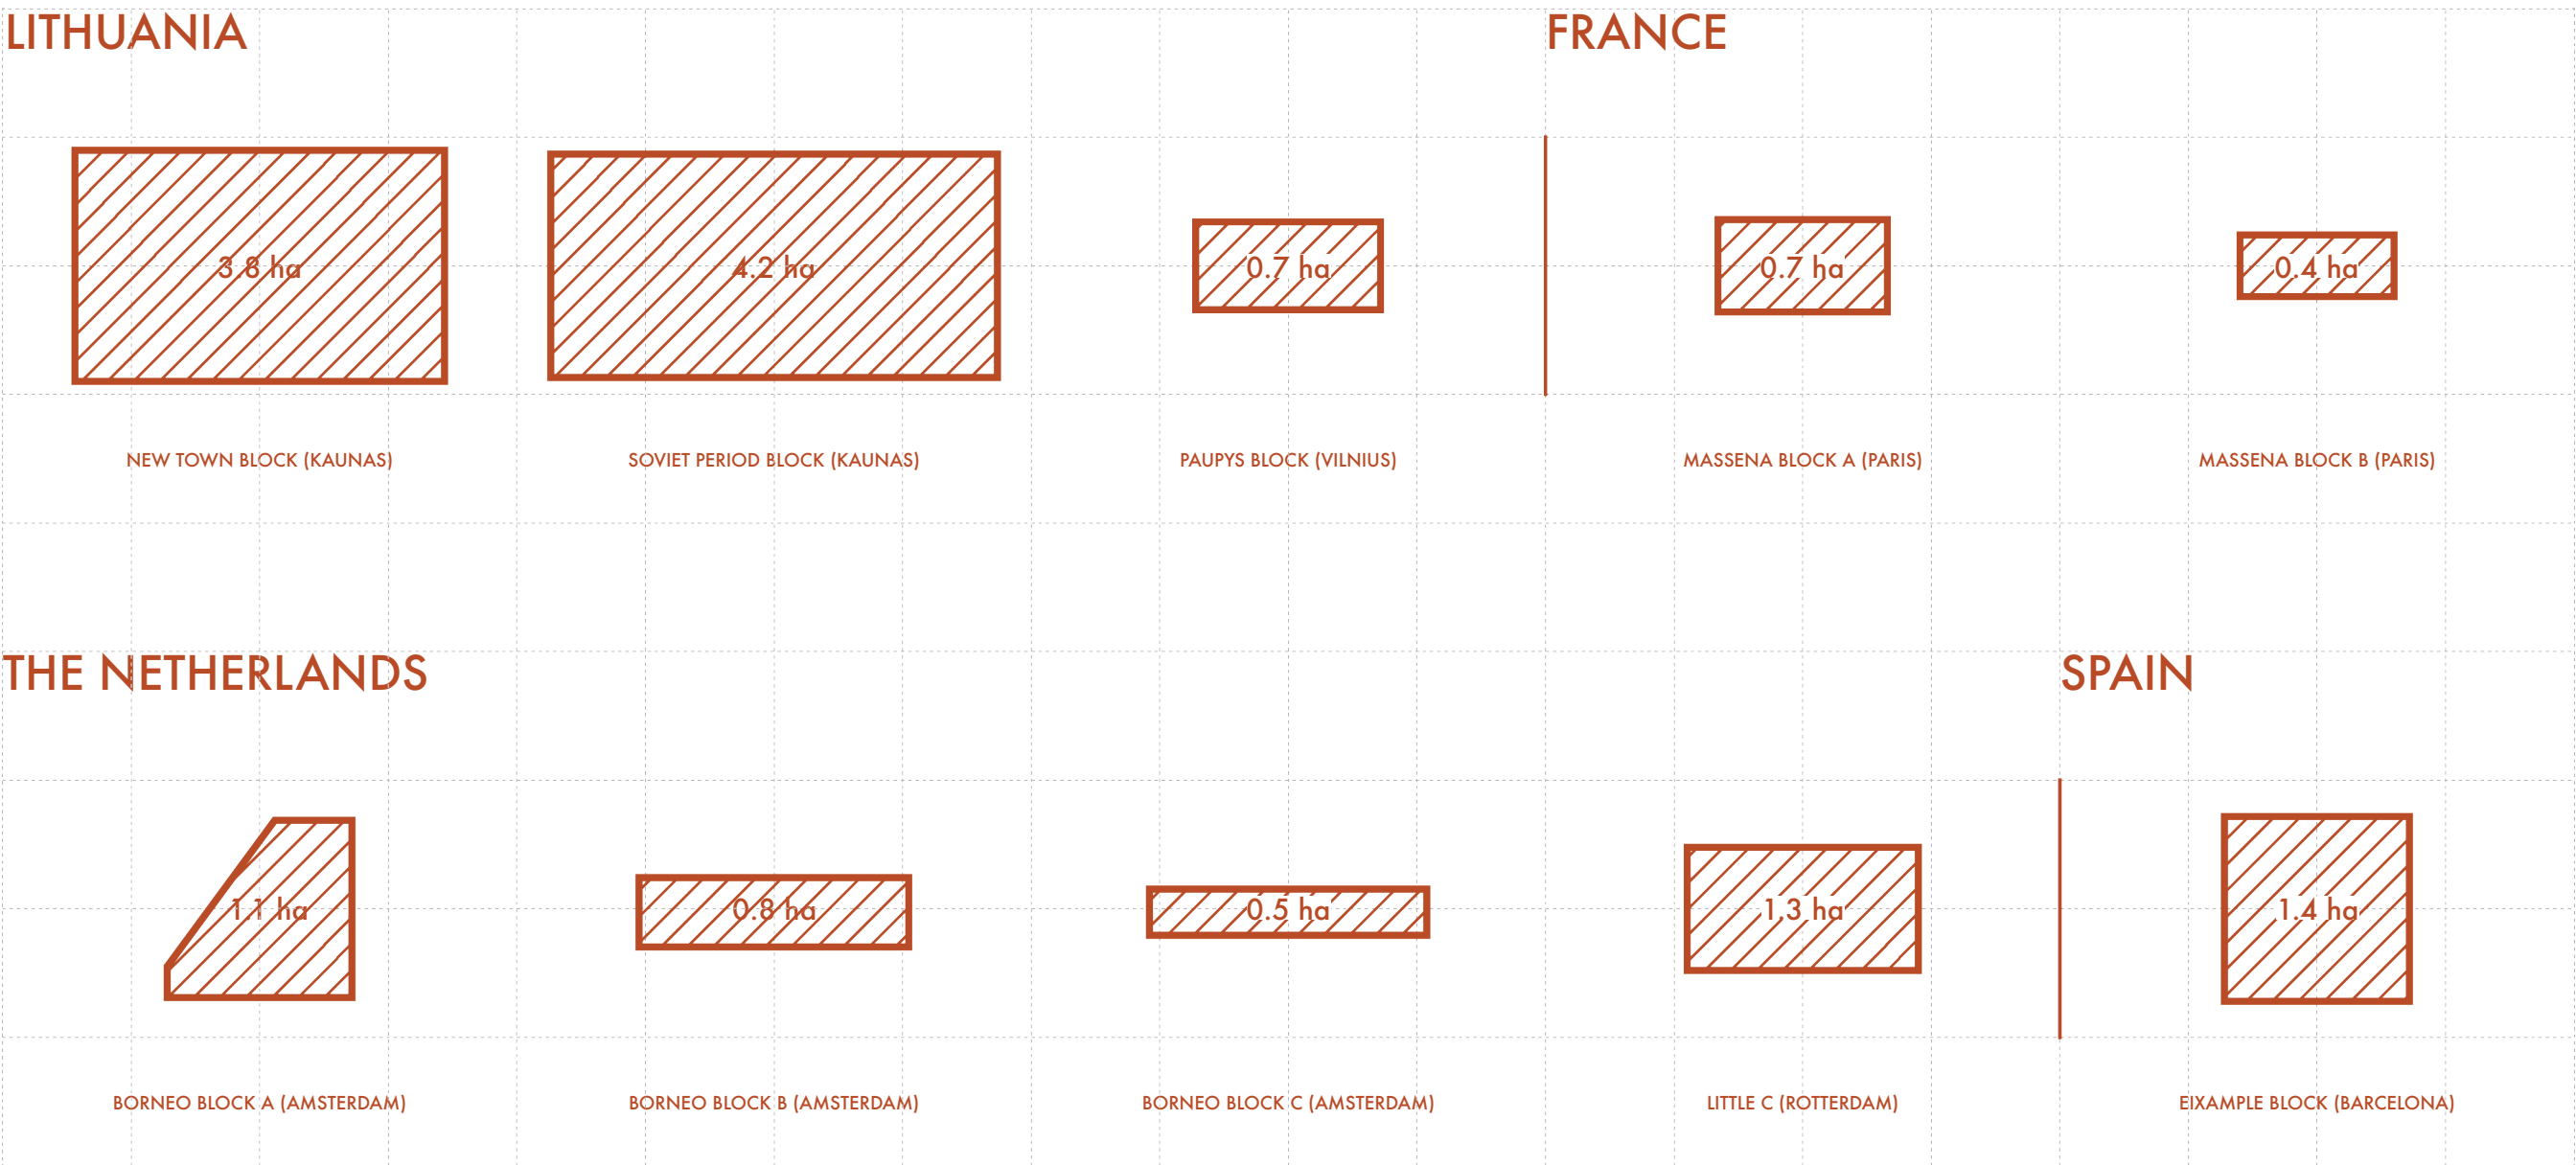 LITHUANIA
FRANCE
3.8 ha
4.2 ha
0.7 ha
0.7 ha
0.4 ha
NEW TOWN BLOCK (KAUNAS)
SOVIET PERIOD BLOCK (KAUNAS)
PAUPYS BLOCK (VILNIUS)
MASSENA BLOCK A (PARIS)
MASSENA BLOCK B (PARIS)
THE NETHERLANDS
SPAIN
1.1 ha
0.8 ha
0.5 ha
1.3 ha
1.4 ha
BORNEO BLOCK A (AMSTERDAM)
BORNEO BLOCK B (AMSTERDAM)
BORNEO BLOCK C (AMSTERDAM)
LITTLE C (ROTTERDAM)
EIXAMPLE BLOCK (BARCELONA)